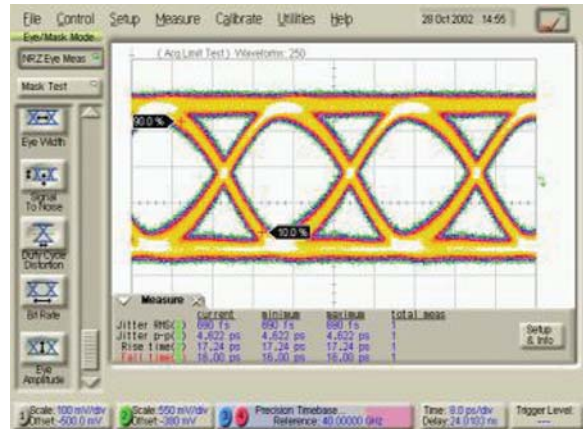 File Control Setup Measure Calibrate Utilities Help 28 Oct 2002 14:56
Eye/Mask Mode
NRZ Eye Meas
( Acq Limit Test ) Waveforms: 250
Mask Test
90.0 %
Eye Width
Signal
To Noise
10.0 %
Duty Cycle
Distortion
Bit Rate
Eye
Amplitude
Measure
current minimum maximum total meas
Jitter RMS( ) 690 fs 690 fs 690 fs 1
Jitter p-p( ) 4.622 ps 4.622 ps 4.622 ps 1
Rise time( ) 17.24 ps 17.24 ps 17.24 ps 1
Fall time( ) 16.00 ps 16.00 ps 16.00 ps 1
Setup
& Info
1 Scale: 100 mV/div 2 Scale: 550 mV/div 3 4 Precision Timebase... Time: 8.0 ps/div Trigger Level:
Offset: -500.0 mV Offset: -380 mV Reference: 40.00000 GHz Delay: 24.0103 ns